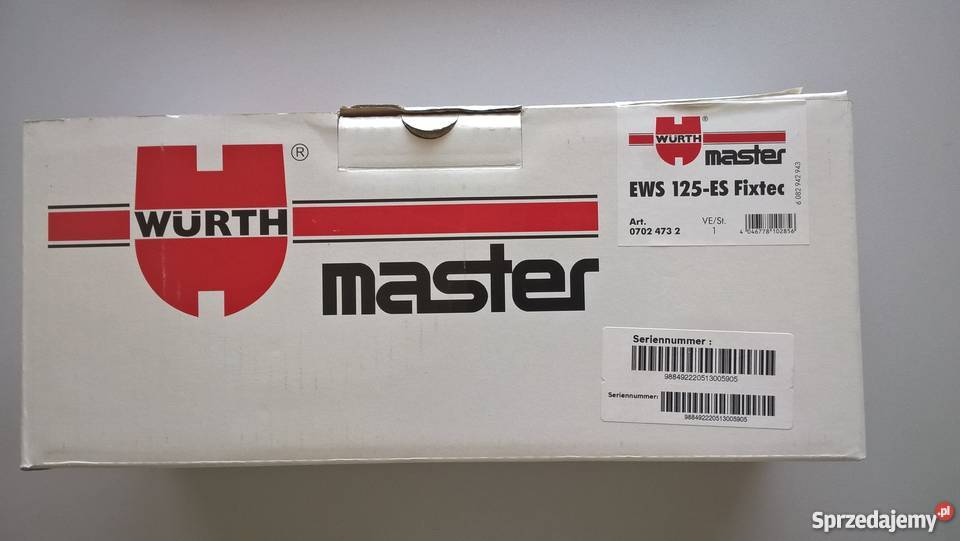 WÜRTH ®
master
WÜRTH ®
master
EWS 125-ES Fixtec
Art. VE/St.
0702 473 2 1
4 046778 102856
6 082 942 943
Seriennummer :
988492220513005905
Seriennummer:
988492220513005905
Sprzedajemy.pl